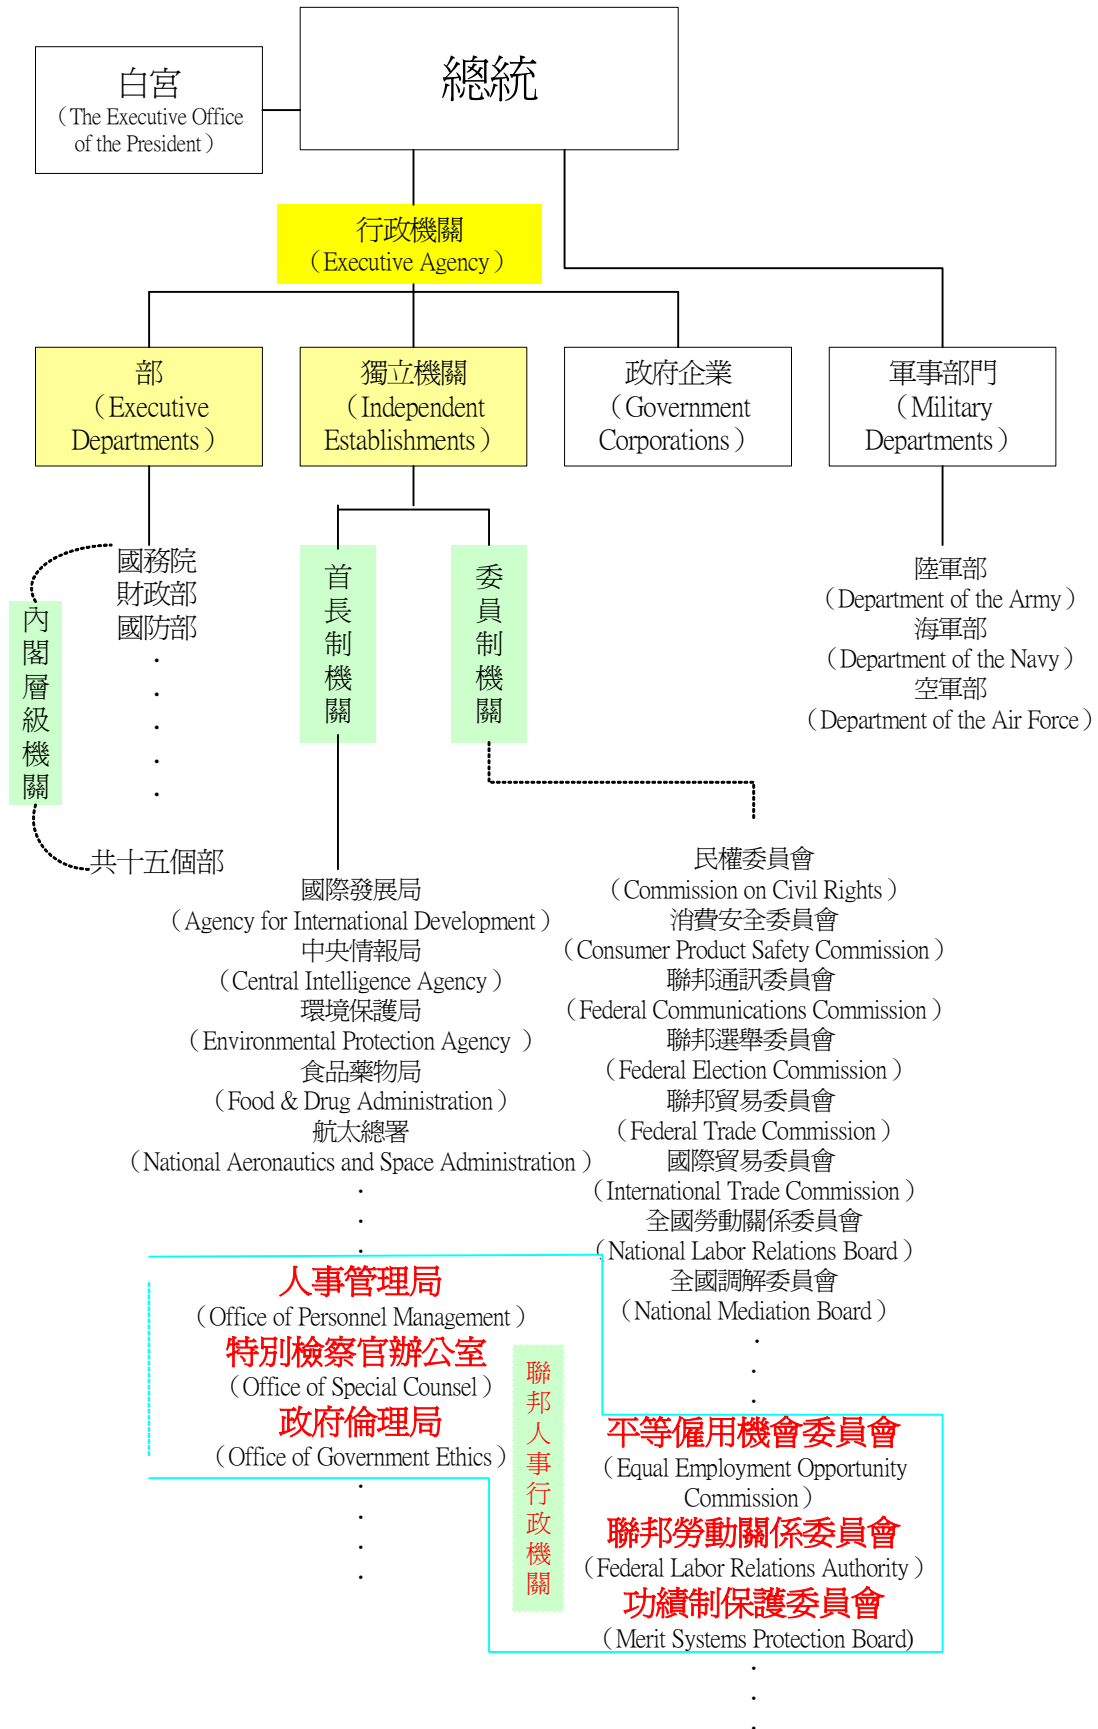 總統
白宮
（The Executive Office
of the President）
行政機關
（Executive Agency）
部
（Executive
Departments）
獨立機關
（Independent
Establishments）
政府企業
（Government
Corporations）
軍事部門
（Military
Departments）
國務院
財政部
國防部
．
．
．
．
．
共十五個部
內閣層級機關
首長制機關
委員制機關
陸軍部
（Department of the Army）
海軍部
（Department of the Navy）
空軍部
（Department of the Air Force）
國際發展局
（Agency for International Development）
中央情報局
（Central Intelligence Agency）
環境保護局
（Environmental Protection Agency ）
食品藥物局
（Food & Drug Administration）
航太總署
（National Aeronautics and Space Administration）
．
．
．
人事管理局
（Office of Personnel Management）
特別檢察官辦公室
（Office of Special Counsel）
政府倫理局
（Office of Government Ethics）
．
．
．
．
聯邦人事行政機關
民權委員會
（Commission on Civil Rights）
消費安全委員會
（Consumer Product Safety Commission）
聯邦通訊委員會
（Federal Communications Commission）
聯邦選舉委員會
（Federal Election Commission）
聯邦貿易委員會
（Federal Trade Commission）
國際貿易委員會
（International Trade Commission）
全國勞動關係委員會
（National Labor Relations Board）
全國調解委員會
（National Mediation Board）
．
．
．
平等僱用機會委員會
（Equal Employment Opportunity
Commission）
聯邦勞動關係委員會
（Federal Labor Relations Authority）
功績制保護委員會
（Merit Systems Protection Board)
．
．
．